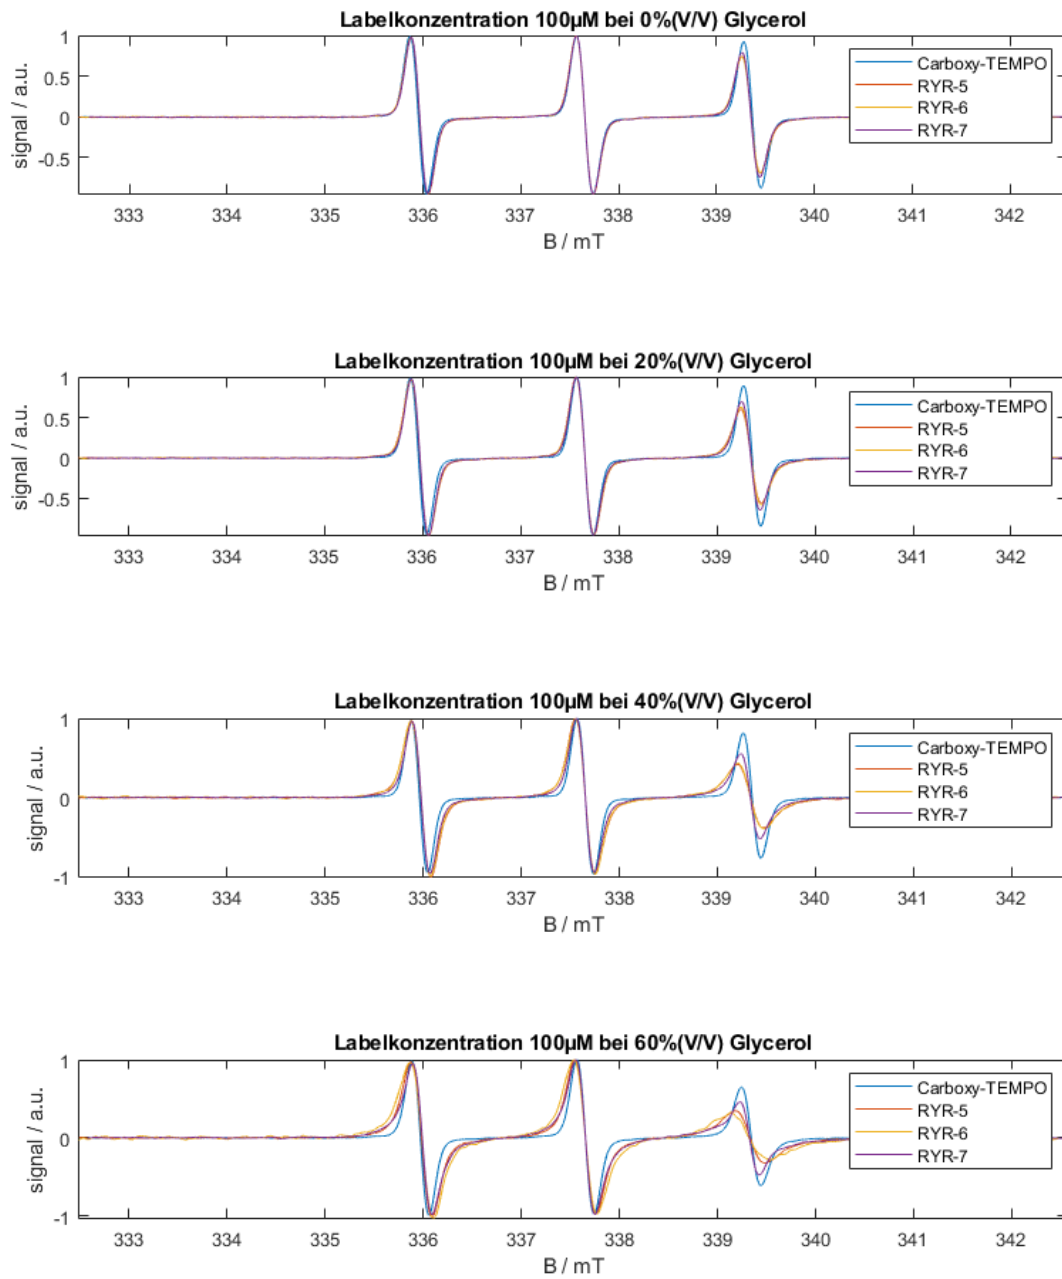 Labelkonzentration 100µM bei 0%(V/V) Glycerol
signal / a.u.
1
0.5
0
-0.5
Carboxy-TEMPO
RYR-5
RYR-6
RYR-7
333 334 335 336 337 338 339 340 341 342
B / mT
Labelkonzentration 100µM bei 20%(V/V) Glycerol
signal / a.u.
1
0.5
0
-0.5
Carboxy-TEMPO
RYR-5
RYR-6
RYR-7
333 334 335 336 337 338 339 340 341 342
B / mT
Labelkonzentration 100µM bei 40%(V/V) Glycerol
signal / a.u.
1
0
-1
Carboxy-TEMPO
RYR-5
RYR-6
RYR-7
333 334 335 336 337 338 339 340 341 342
B / mT
Labelkonzentration 100µM bei 60%(V/V) Glycerol
signal / a.u.
1
0
-1
Carboxy-TEMPO
RYR-5
RYR-6
RYR-7
333 334 335 336 337 338 339 340 341 342
B / mT